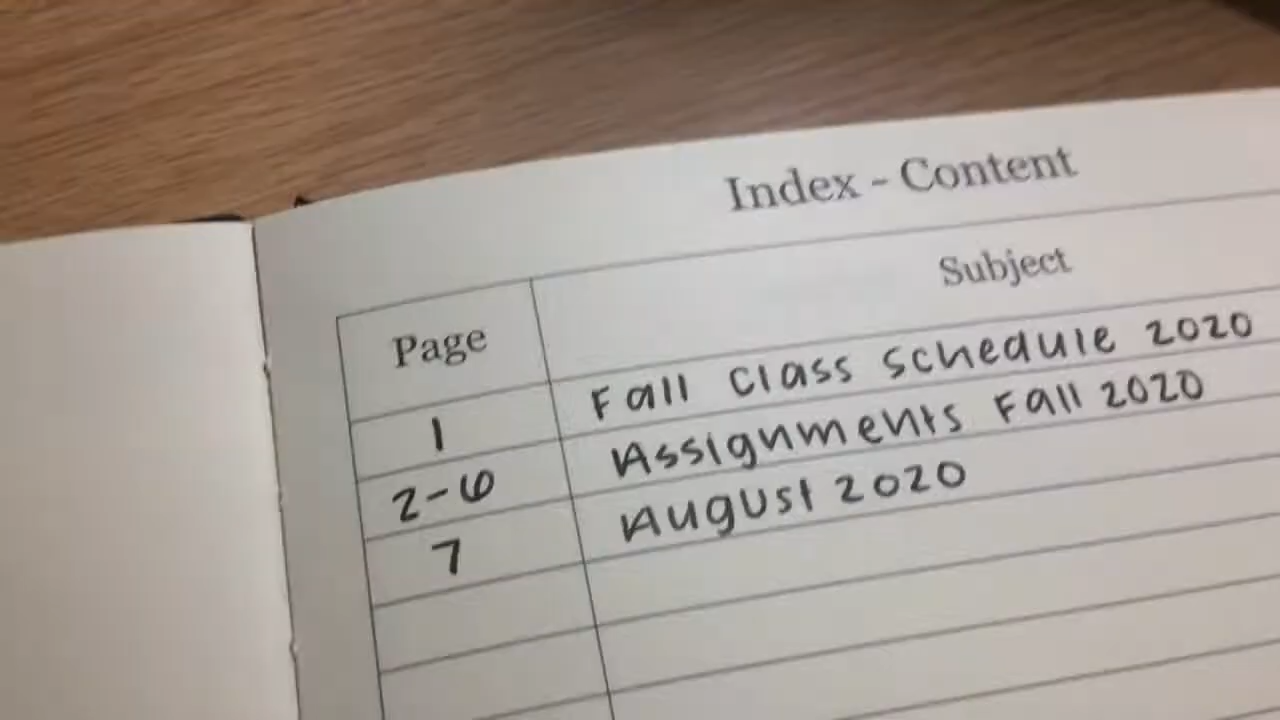 Index - Content
Page Subject
1 Fall Class Schedule 2020
2-6 Assignments Fall 2020
7 August 2020